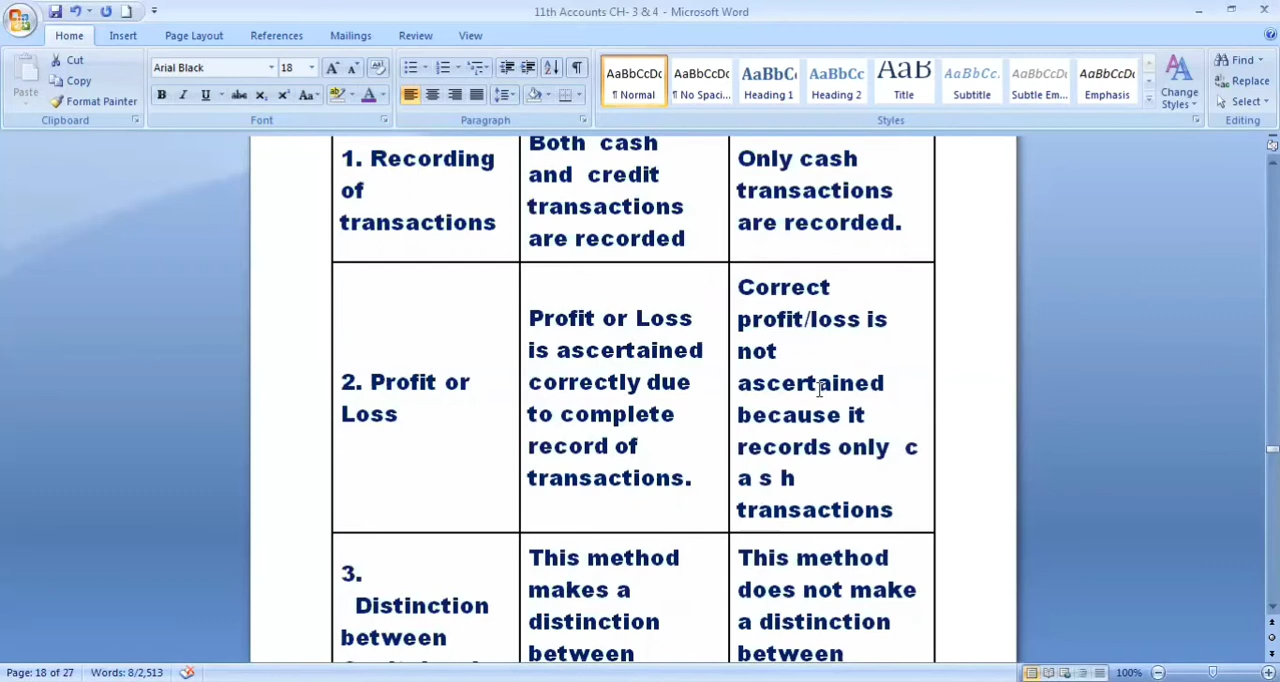 11th Accounts CH- 3 & 4 - Microsoft Word
Home Insert Page Layout References Mailings Review View
Paste
Cut
Copy
Format Painter
Clipboard
Arial Black 18
Font
Paragraph
AaBbCcDc AaBbCcDc AaBbC AaBbCc AaB AaBbCc. AaBbCcDc AaBbCcDc
¶ Normal ¶ No Spaci... Heading 1 Heading 2 Title Subtitle Subtle Em... Emphasis
Change Styles
Styles
Find
Replace
Select
Editing
1. Recording
of
transactions
Both cash
and credit
transactions
are recorded
Only cash
transactions
are recorded.
2. Profit or
Loss
Profit or Loss
is ascertained
correctly due
to complete
record of
transactions.
Correct
profit/loss is
not
ascertained
because it
records only c
a s h
transactions
3.
Distinction
between
This method
makes a
distinction
between
This method
does not make
a distinction
between
Page: 18 of 27 Words: 8/2,513 100%